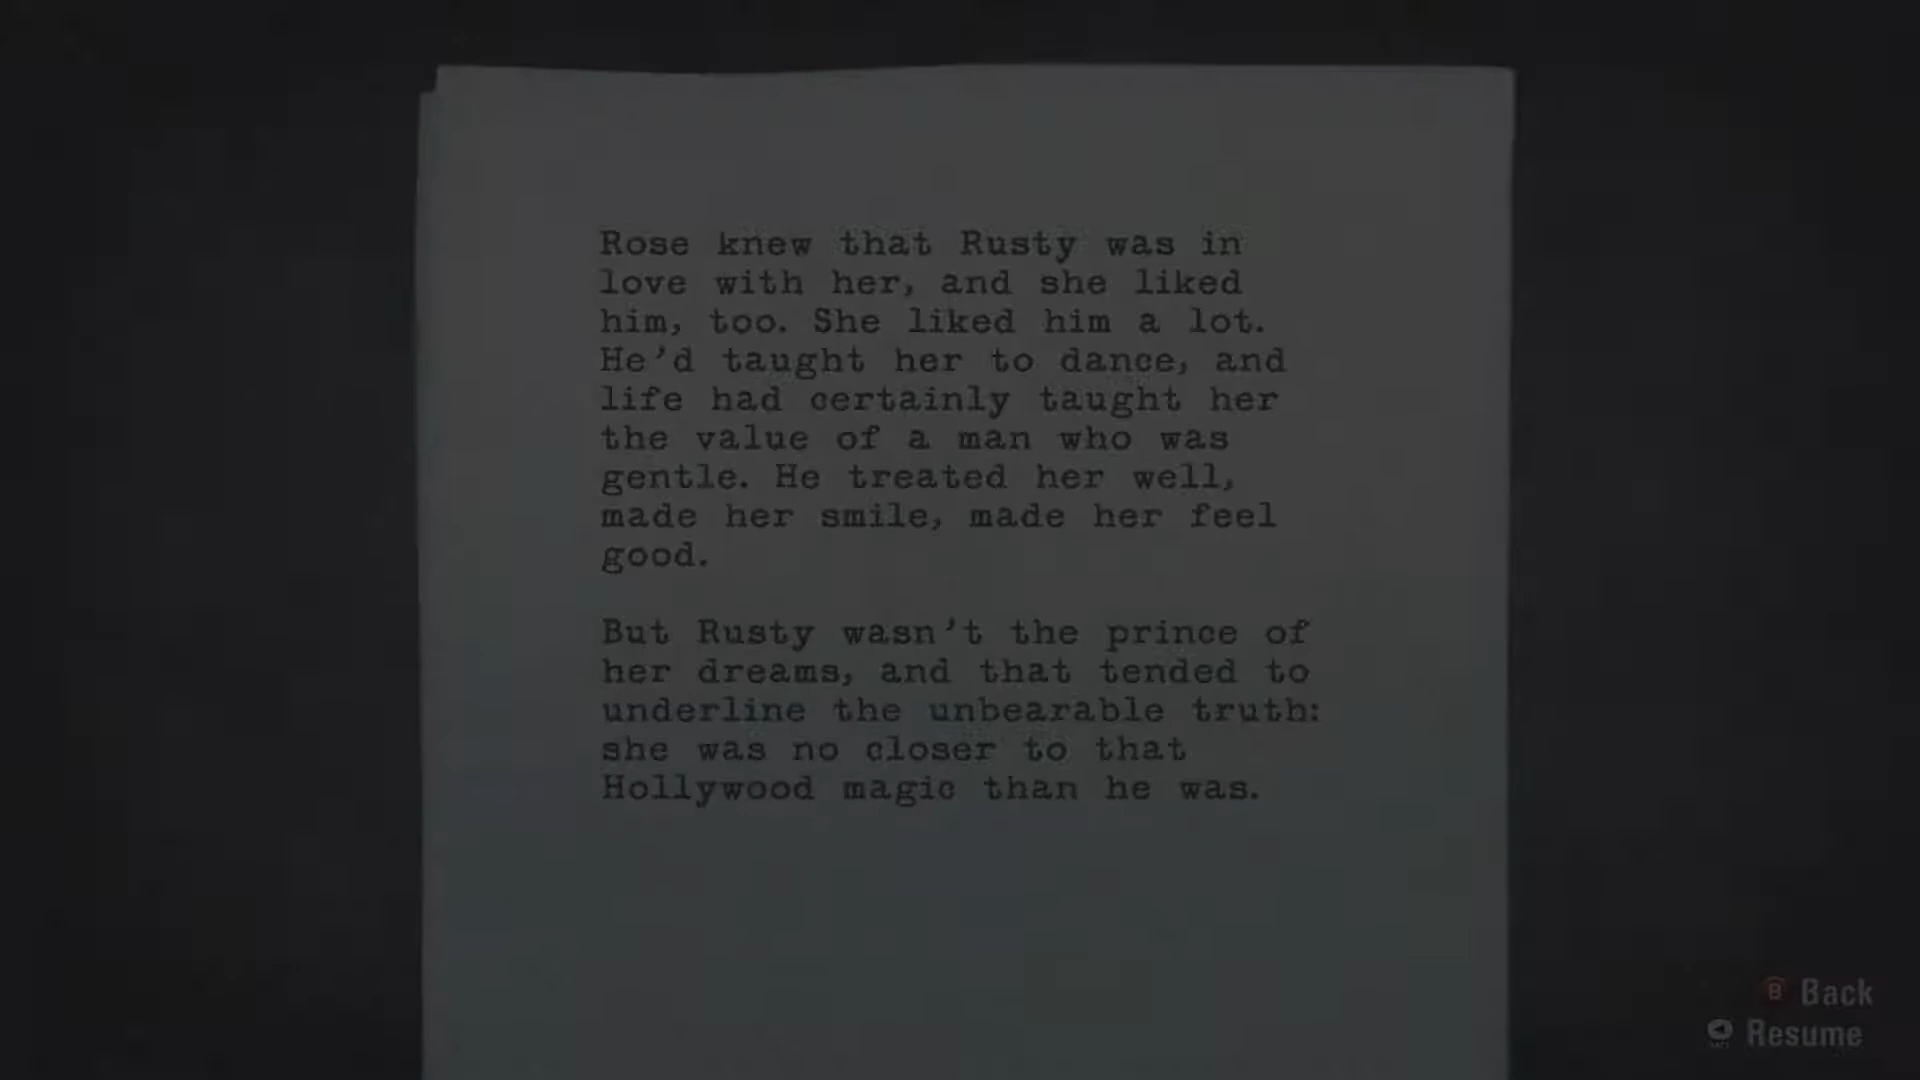 Rose knew that Rusty was in
love with her, and she liked
him, too. She liked him a lot.
He'd taught her to dance, and
life had certainly taught her
the value of a man who was
gentle. He treated her well,
made her smile, made her feel
good.
But Rusty wasn't the prince of
her dreams, and that tended to
underline the unbearable truth:
she was no closer to that
Hollywood magic than he was.
B Back
Resume